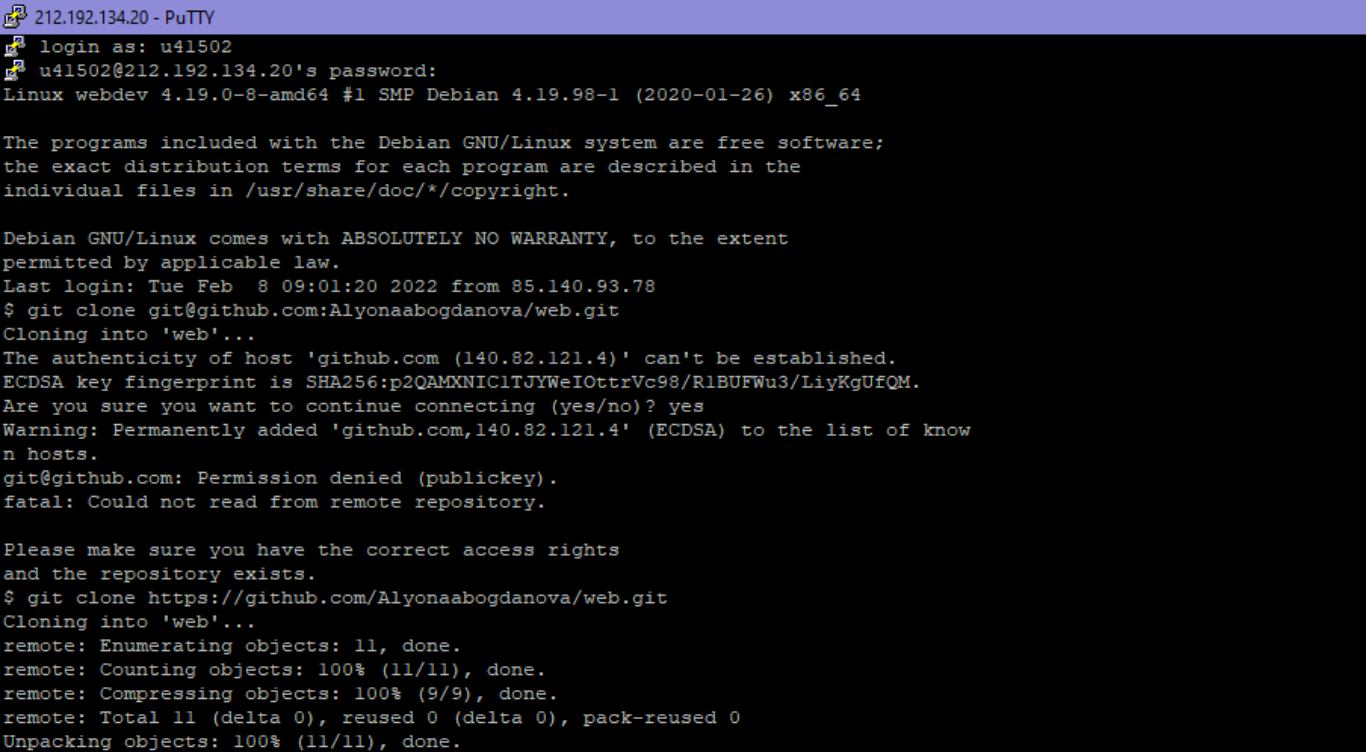 212.192.134.20 - PuTTY
login as: u41502
u41502@212.192.134.20's password:
Linux webdev 4.19.0-8-amd64 #1 SMP Debian 4.19.98-1 (2020-01-26) x86_64
The programs included with the Debian GNU/Linux system are free software;
the exact distribution terms for each program are described in the
individual files in /usr/share/doc/*/copyright.
Debian GNU/Linux comes with ABSOLUTELY NO WARRANTY, to the extent
permitted by applicable law.
Last login: Tue Feb  8 09:01:20 2022 from 85.140.93.78
$ git clone git@github.com:Alyonaabogdanova/web.git
Cloning into 'web'...
The authenticity of host 'github.com (140.82.121.4)' can't be established.
ECDSA key fingerprint is SHA256:p2QAMXNIC1TJYWeIOttrVc98/R1BUFWu3/LiyKgUfQM.
Are you sure you want to continue connecting (yes/no)? yes
Warning: Permanently added 'github.com,140.82.121.4' (ECDSA) to the list of know
n hosts.
git@github.com: Permission denied (publickey).
fatal: Could not read from remote repository.
Please make sure you have the correct access rights
and the repository exists.
$ git clone https://github.com/Alyonaabogdanova/web.git
Cloning into 'web'...
remote: Enumerating objects: 11, done.
remote: Counting objects: 100% (11/11), done.
remote: Compressing objects: 100% (9/9), done.
remote: Total 11 (delta 0), reused 0 (delta 0), pack-reused 0
Unpacking objects: 100% (11/11), done.